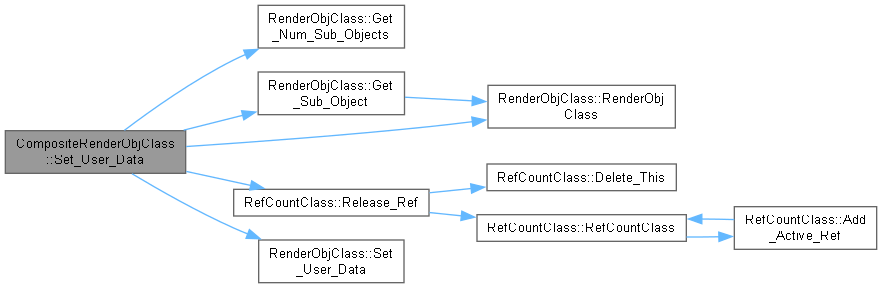 CompositeRenderObjClass
::Set_User_Data
RenderObjClass::Get
_Num_Sub_Objects
RenderObjClass::Get
_Sub_Object
RenderObjClass::RenderObj
Class
RefCountClass::Release_Ref
RefCountClass::Delete_This
RefCountClass::RefCountClass
RefCountClass::Add
_Active_Ref
RenderObjClass::Set
_User_Data